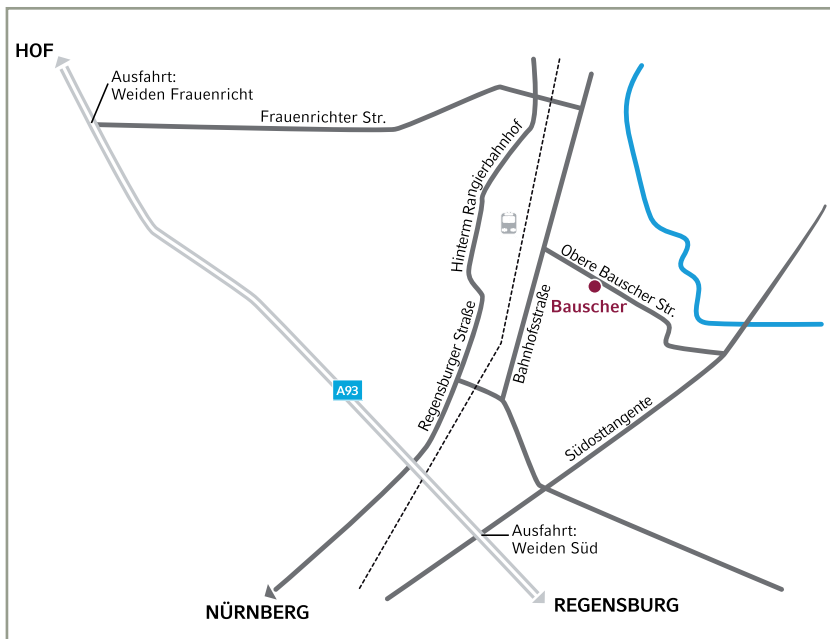 HOF
Ausfahrt:
Weiden Frauenricht
Frauenrichter Str.
Hinterm Rangierbahnhof
Obere Bauscher Str.
Bauscher
Bahnhofsstraße
Regensburger Straße
A93
Südosttangente
Ausfahrt:
Weiden Süd
NÜRNBERG
REGENSBURG